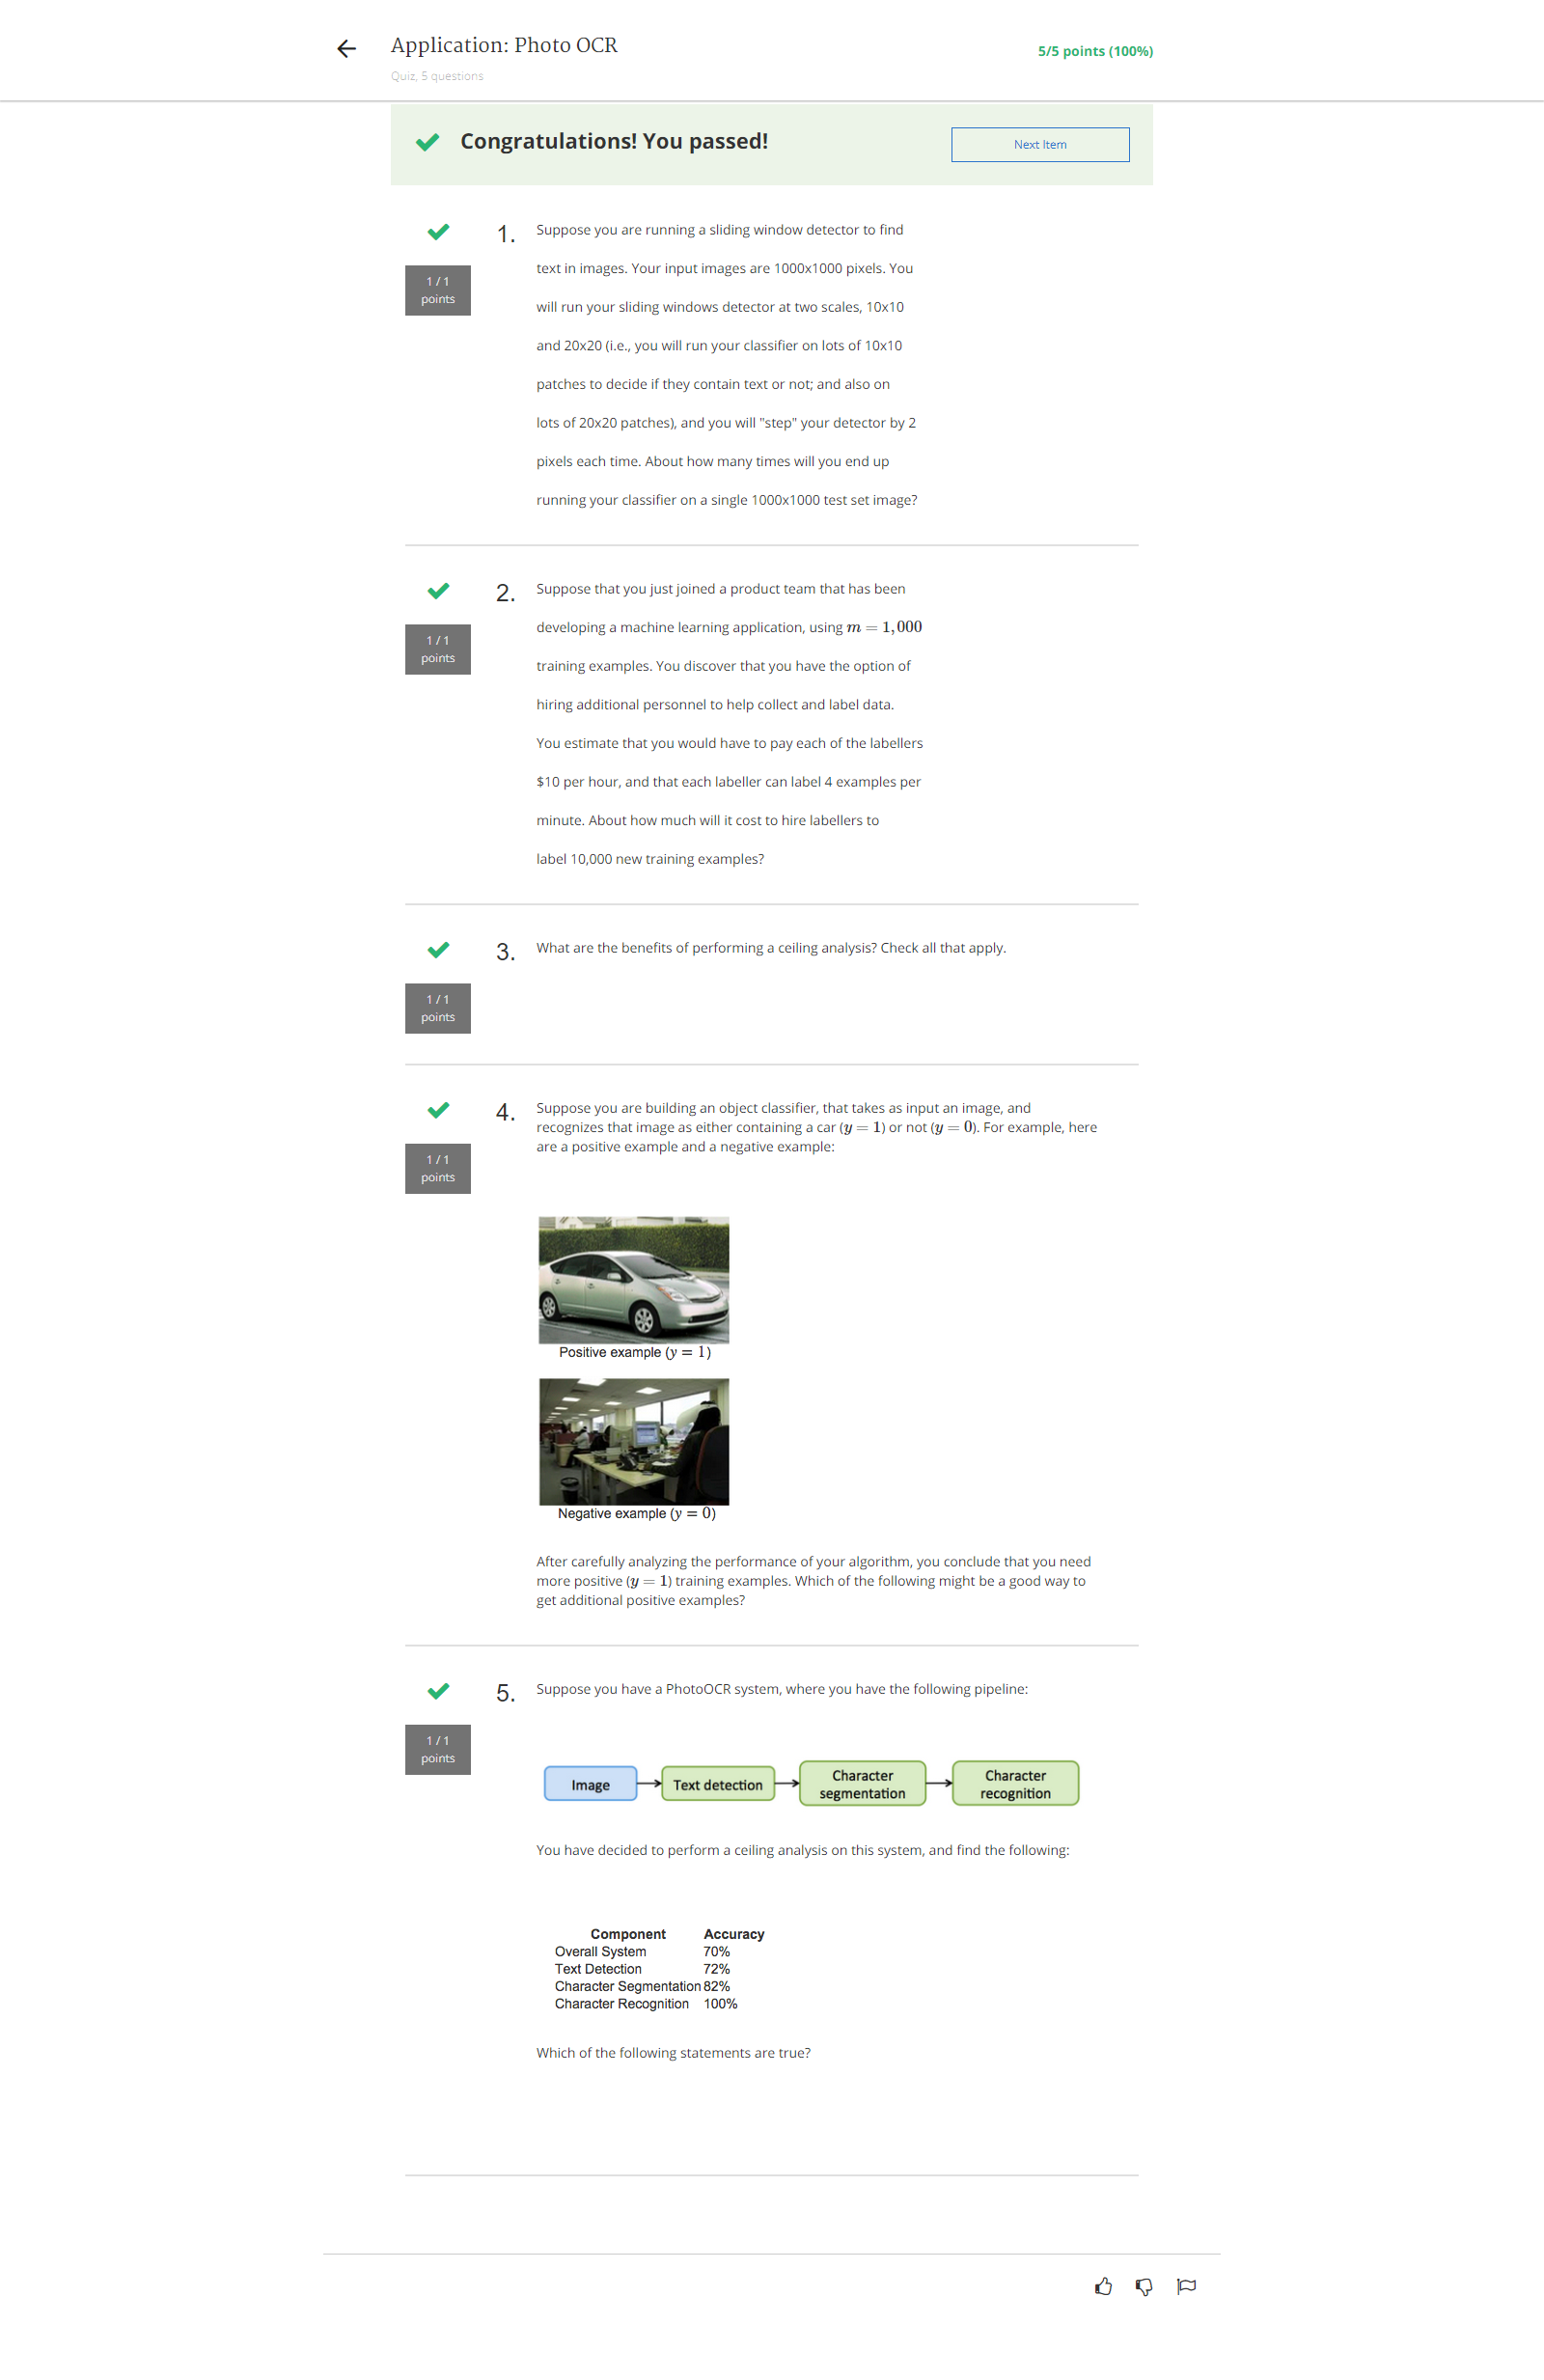 Application: Photo OCR
5/5 points (100%)
Quiz, 5 questions
Congratulations! You passed!
Next Item
1.
Suppose you are running a sliding window detector to find
text in images. Your input images are 1000x1000 pixels. You
1 / 1
points
will run your sliding windows detector at two scales, 10x10
and 20x20 (i.e., you will run your classifier on lots of 10x10
patches to decide if they contain text or not; and also on
lots of 20x20 patches), and you will "step" your detector by 2
pixels each time. About how many times will you end up
running your classifier on a single 1000x1000 test set image?
2.
Suppose that you just joined a product team that has been
developing a machine learning application, using m = 1,000
1 / 1
points
training examples. You discover that you have the option of
hiring additional personnel to help collect and label data.
You estimate that you would have to pay each of the labellers
$10 per hour, and that each labeller can label 4 examples per
minute. About how much will it cost to hire labellers to
label 10,000 new training examples?
3.
What are the benefits of performing a ceiling analysis? Check all that apply.
1 / 1
points
4.
Suppose you are building an object classifier, that takes as input an image, and
recognizes that image as either containing a car (y = 1) or not (y = 0). For example, here
are a positive example and a negative example:
1 / 1
points
Positive example (y = 1)
Negative example (y = 0)
After carefully analyzing the performance of your algorithm, you conclude that you need
more positive (y = 1) training examples. Which of the following might be a good way to
get additional positive examples?
5.
Suppose you have a PhotoOCR system, where you have the following pipeline:
1 / 1
points
Image
Text detection
Character
segmentation
Character
recognition
You have decided to perform a ceiling analysis on this system, and find the following:
Component Accuracy
Overall System 70%
Text Detection 72%
Character Segmentation 82%
Character Recognition 100%
Which of the following statements are true?